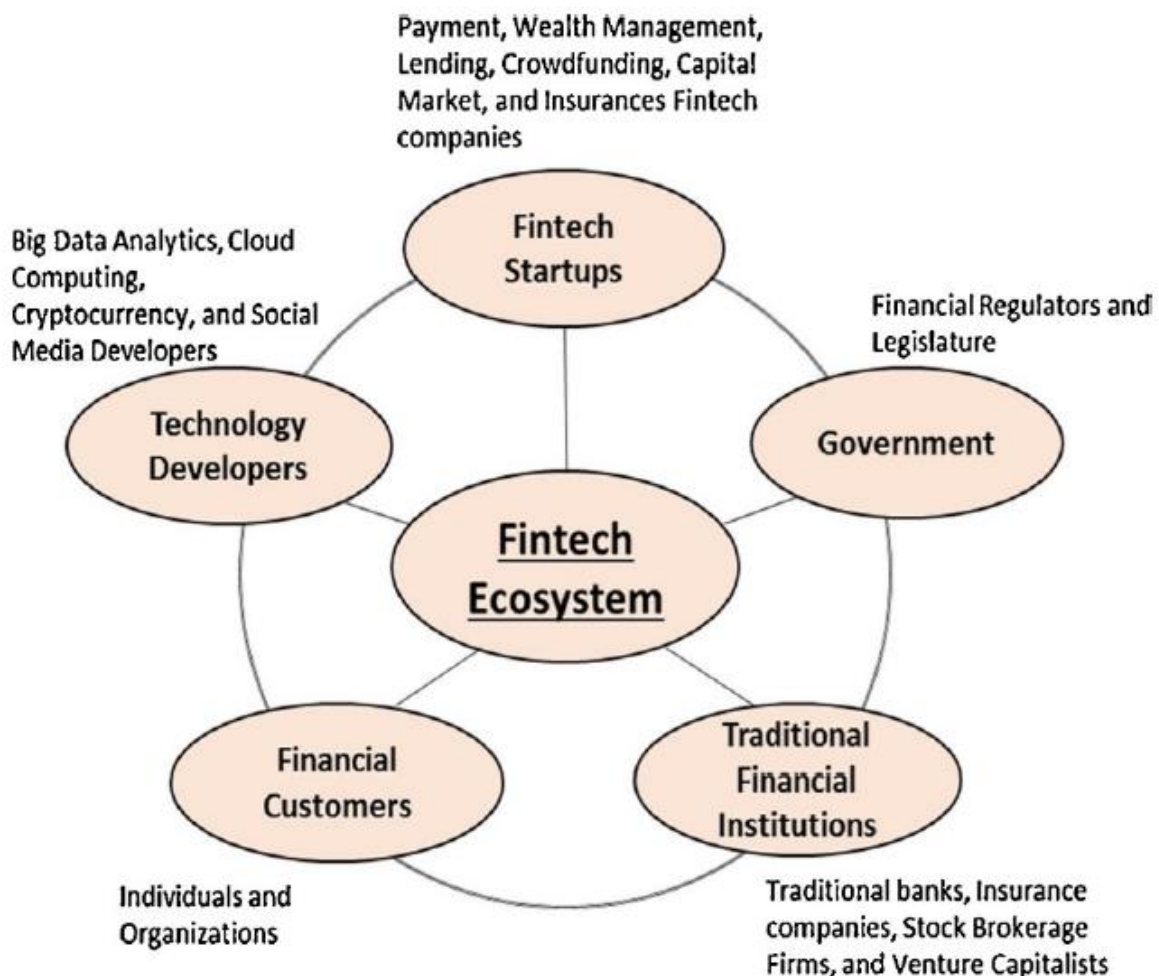 Payment, Wealth Management,
Lending, Crowdfunding, Capital
Market, and Insurances Fintech
companies
Fintech
Startups
Big Data Analytics, Cloud
Computing,
Cryptocurrency, and Social
Media Developers
Financial Regulators and
Legislature
Technology
Developers
Government
Fintech
Ecosystem
Financial
Customers
Traditional
Financial
Institutions
Individuals and
Organizations
Traditional banks, Insurance
companies, Stock Brokerage
Firms, and Venture Capitalists